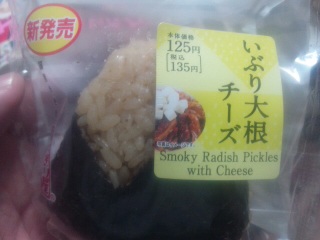 新発売
本体価格
125円
[税込
135円]
いぶり大根
チーズ
Smoky Radish Pickles
with Cheese